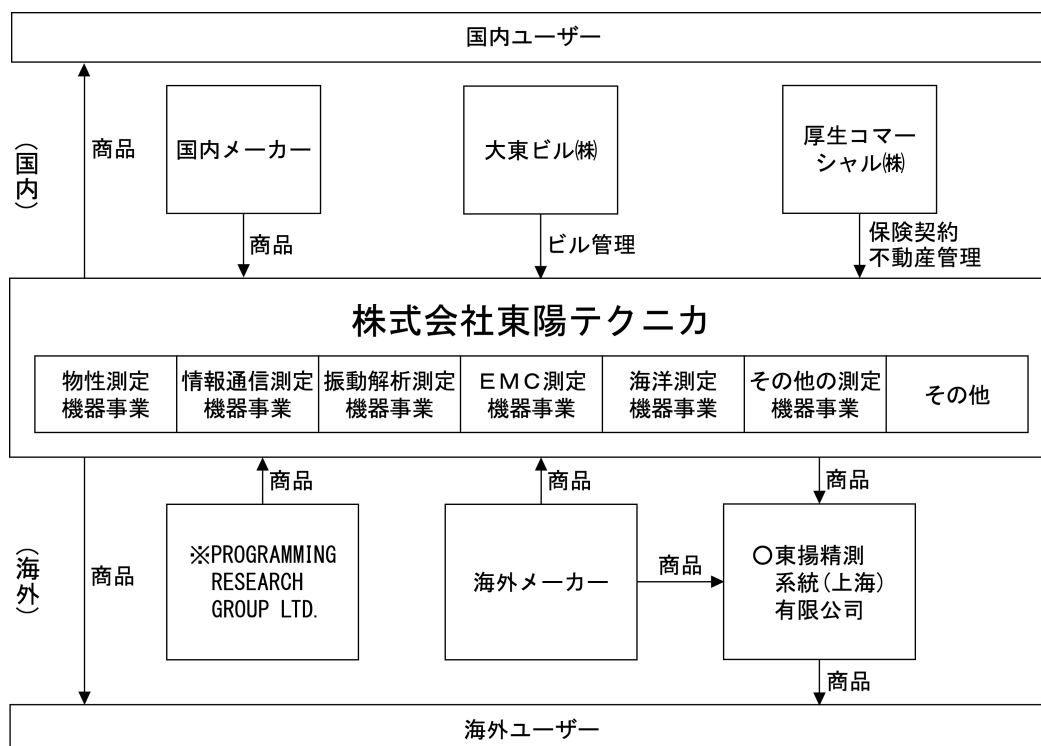 国内ユーザー
(国内)
商品
国内メーカー
大東ビル㈱
厚生コマー
シャル㈱
商品
ビル管理
保険契約
不動産管理
株式会社東陽テクニカ
物性測定
機器事業
情報通信測定
機器事業
振動解析測定
機器事業
EMC測定
機器事業
海洋測定
機器事業
その他の測定
機器事業
その他
商品
商品
商品
(海外)
商品
※PROGRAMMING
RESEARCH
GROUP LTD.
海外メーカー
商品
○東揚精測
系統(上海)
有限公司
商品
海外ユーザー